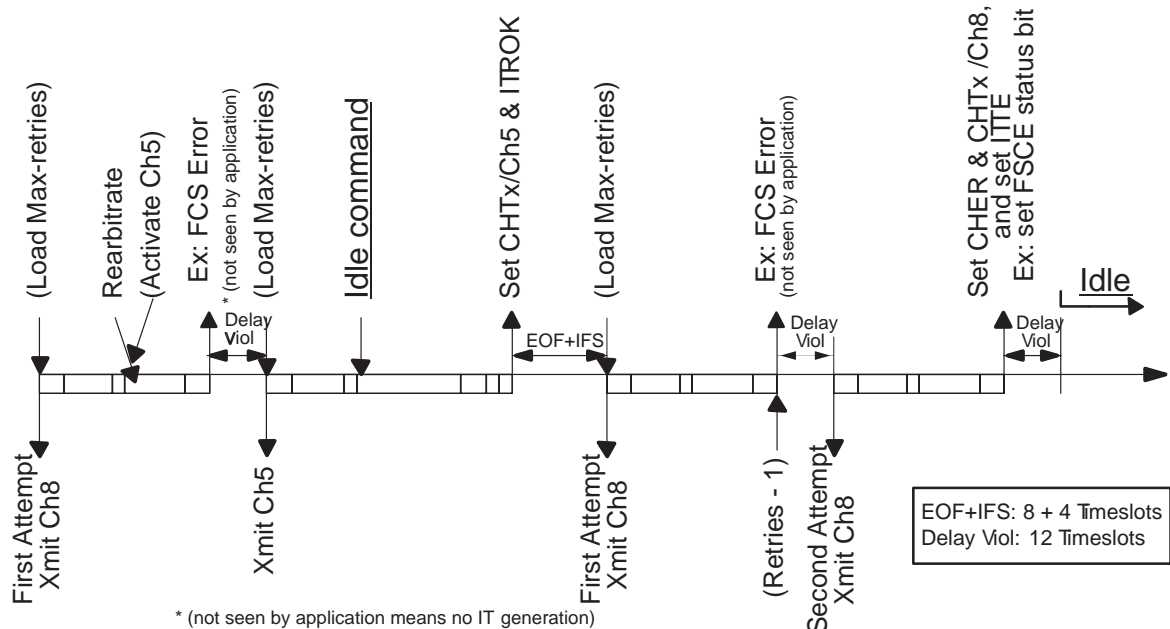 (Load Max-retries)
Rearbitrate
(Activate Ch5)
Ex: FCS Error
* (not seen by application)
(Load Max-retries)
Idle command
Set CHTx/Ch5 & ITROK
(Load Max-retries)
Ex: FCS Error
(not seen by application)
Set CHER & CHTx /Ch8,
and set ITTE
Ex: set FSCE status bit
Idle
Delay
Viol
EOF+IFS
Delay
Viol
Delay
Viol
First Attempt
Xmit Ch8
Xmit Ch5
First Attempt
Xmit Ch8
(Retries - 1)
Second Attempt
Xmit Ch8
EOF+IFS: 8 + 4 Timeslots
Delay Viol: 12 Timeslots
* (not seen by application means no IT generation)